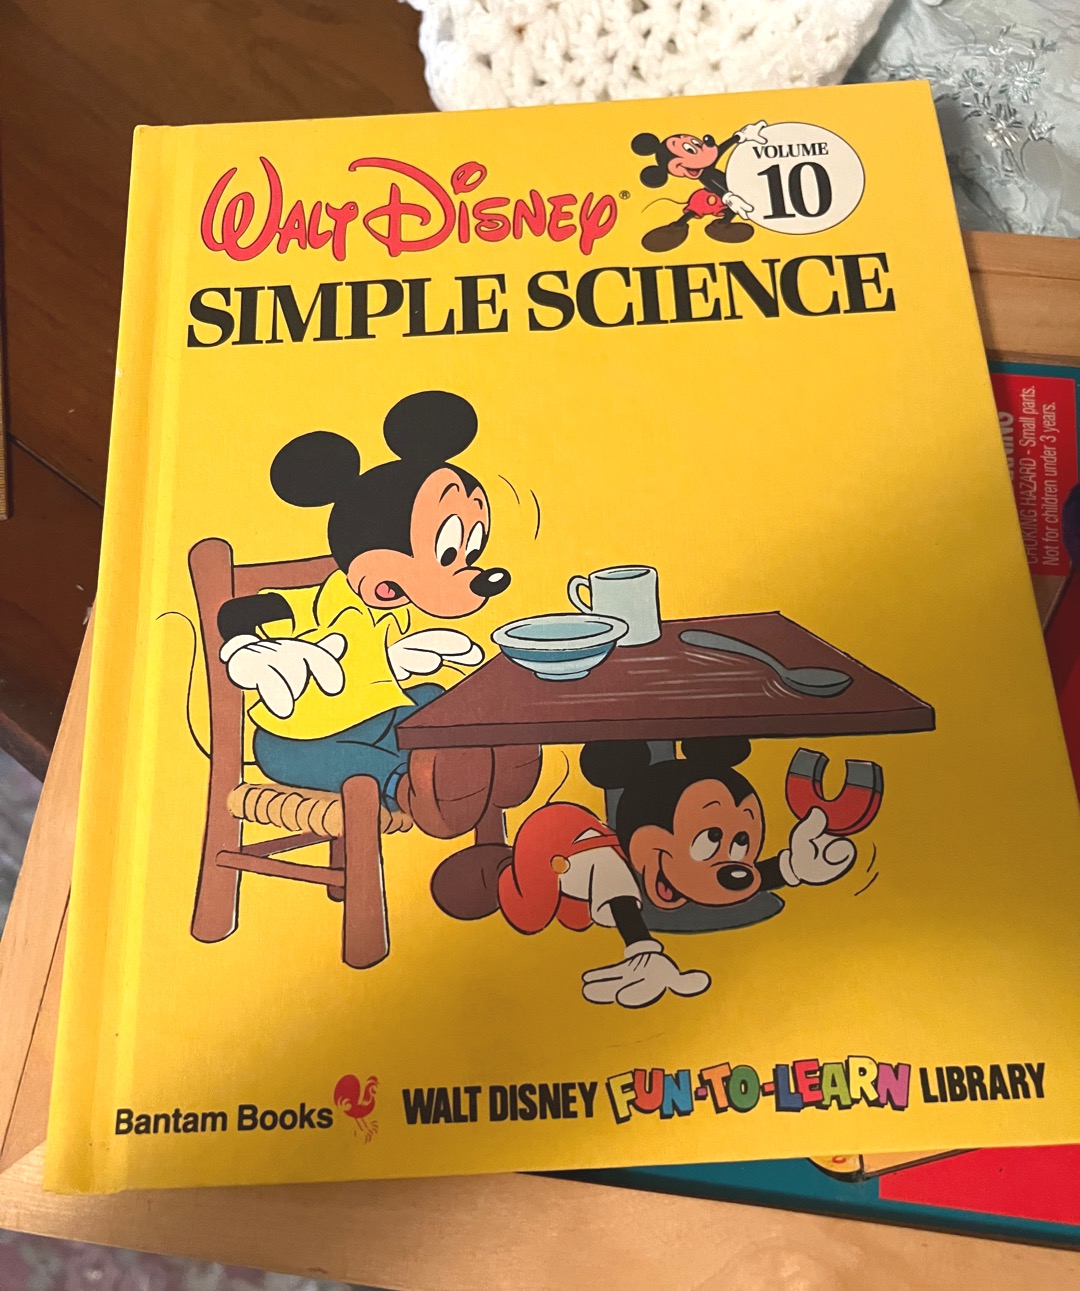 WALT DISNEY®
VOLUME
10
SIMPLE SCIENCE
HAZARD - Small parts.
Not for children under 3 years.
Bantam Books
WALT DISNEY FUN-TO-LEARN LIBRARY